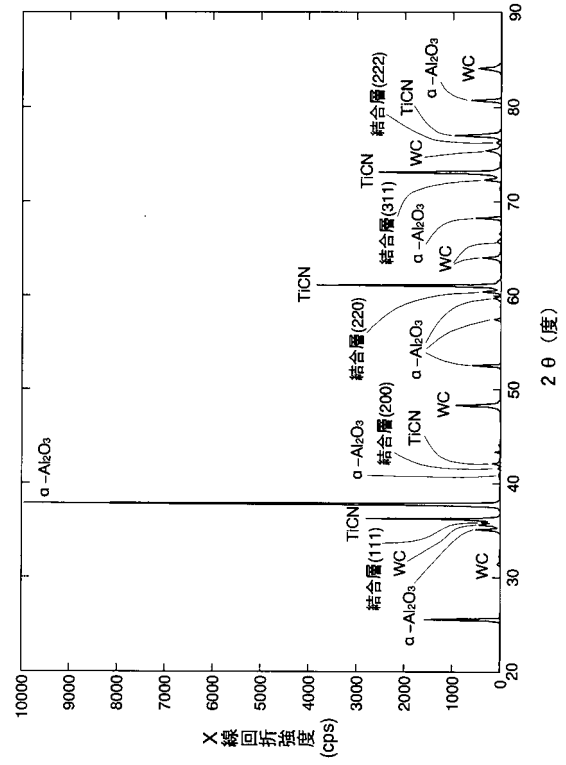 X線回折強度
(cps)
10000
9000
8000
7000
6000
5000
4000
3000
2000
1000
0
20
30
40
50
60
70
80
90
2θ (度)
α-Al2O3
WC
α-Al2O3
WC
結合層(111)
TiCN
α-Al2O3
α-Al2O3
結合層(200)
TiCN
WC
α-Al2O3
結合層(220)
TiCN
WC
α-Al2O3
結合層(311)
TiCN
WC
結合層(222)
TiCN
α-Al2O3
WC